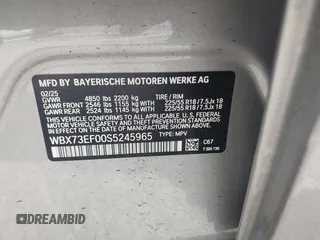 MFD BY BAYERISCHE MOTOREN WERKE AG
02/25
TIRE / RIM
GVWR 4850 lbs 2200 kg
GAWR FRONT 2546 lbs 1155 kg 225/55 R18 / 7.5Jx 18
GAWR REAR 2524 lbs 1145 kg 225/55 R18 / 7.5Jx 18
THIS VEHICLE CONFORMS TO ALL APPLICABLE
U.S. FEDERAL MOTOR VEHICLE SAFETY, BUMPER,
AND THEFT PREVENTION STANDARDS IN EFFECT ON
THE DATE OF MANUFACTURE SHOWN ABOVE.
WBX73EF00S5245965
TYPE: MPV
C67
DREAMBID